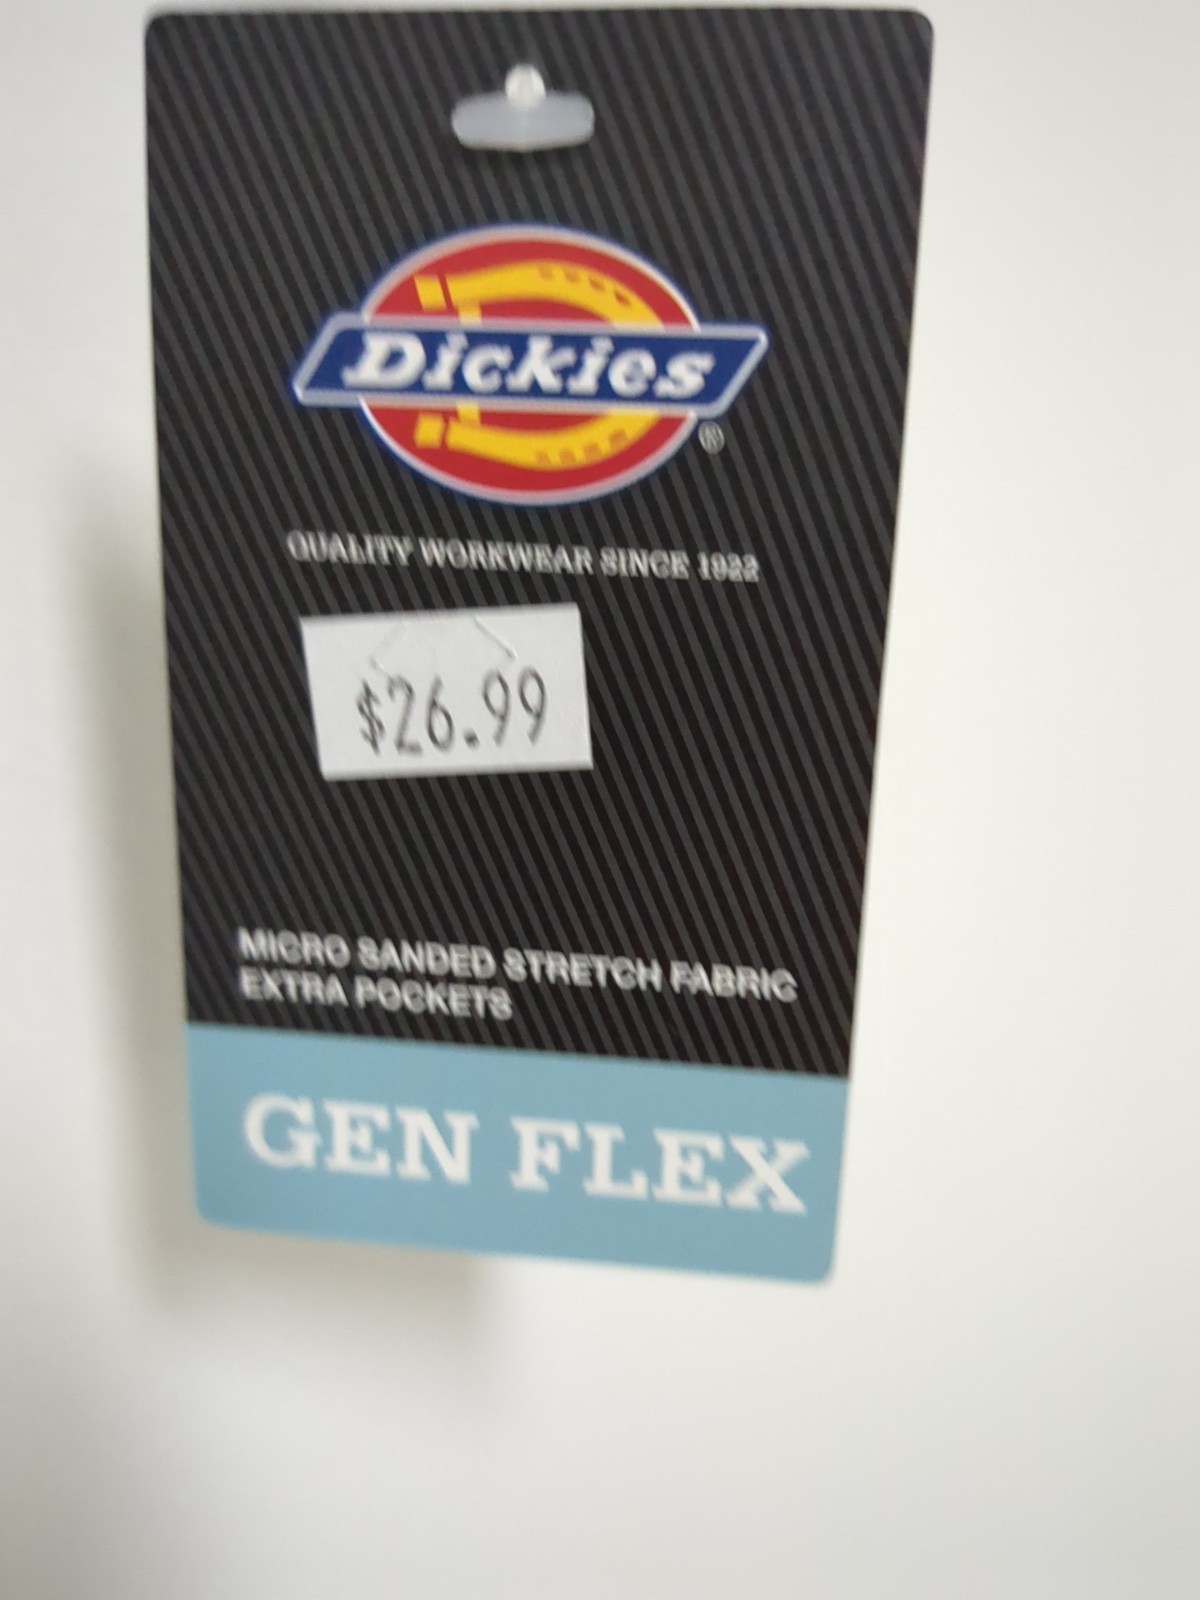 Dickies
®
QUALITY WORKWEAR SINCE 1922
$26.99
MICRO SANDED STRETCH FABRIC
EXTRA POCKETS
GEN FLEX